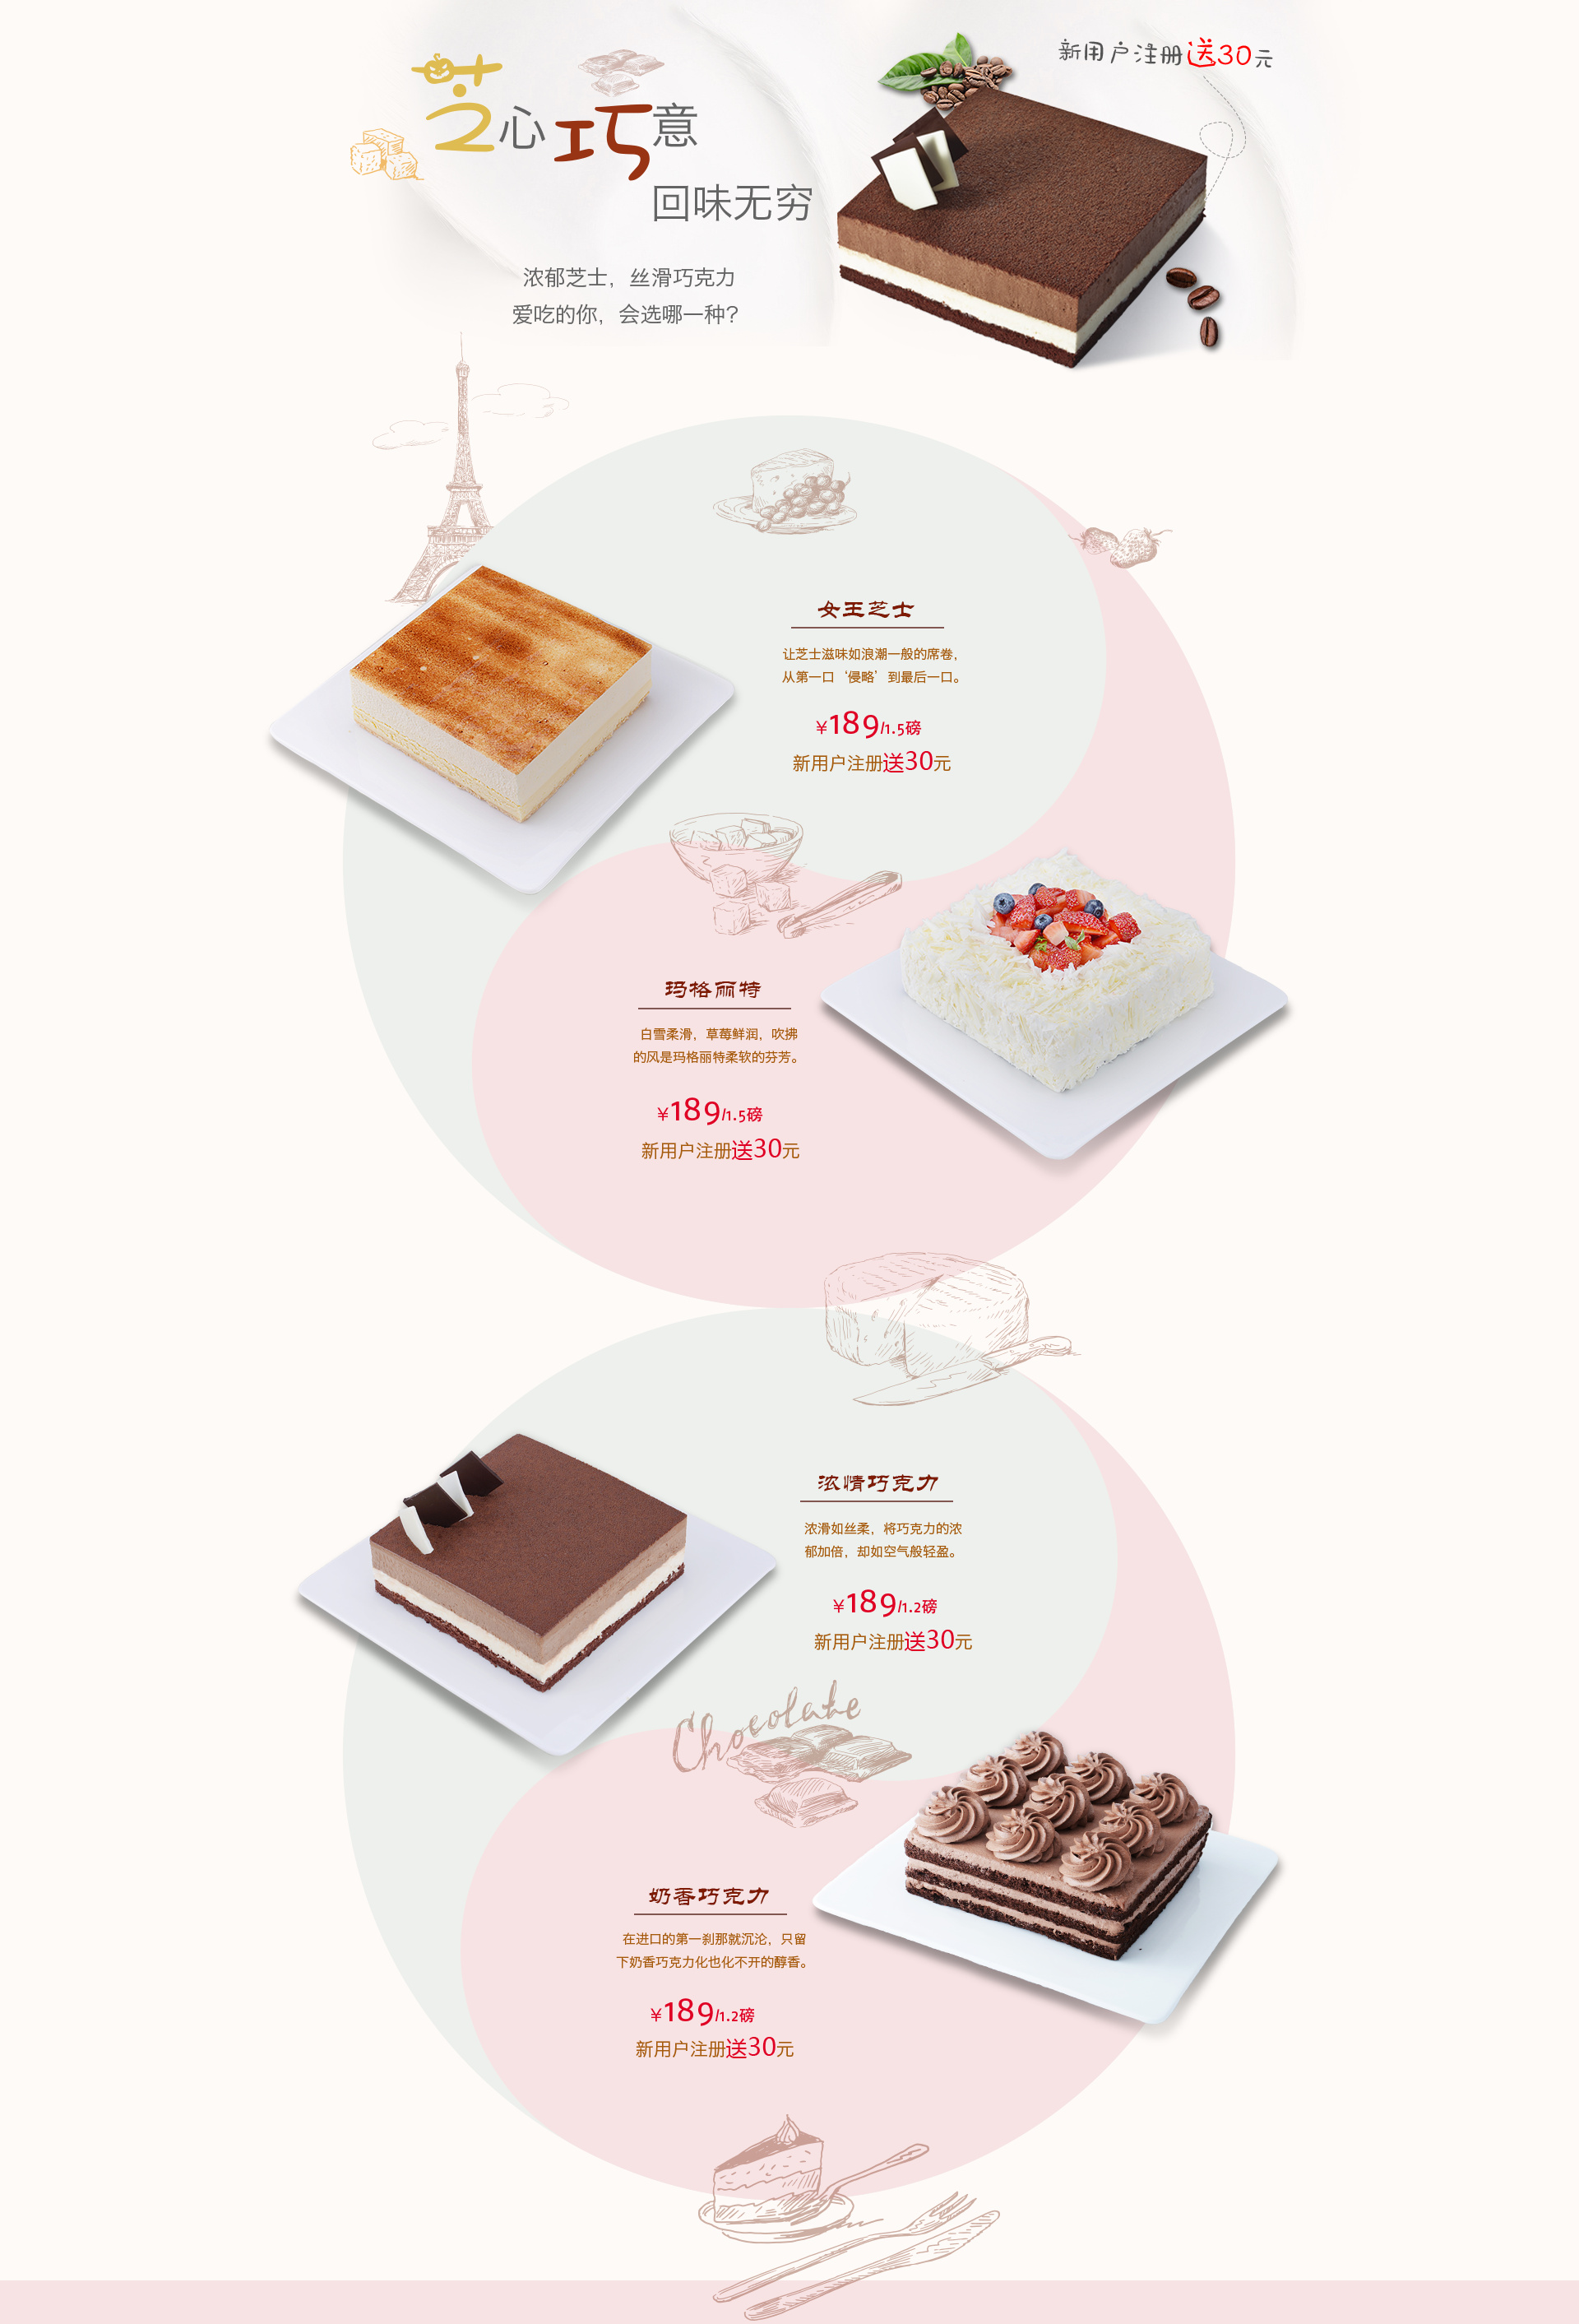 新用户注册送30元
芝心巧意
回味无穷
浓郁芝士，丝滑巧克力
爱吃的你，会选哪一种？
女王芝士
让芝士滋味如浪潮一般的席卷，
从第一口‘侵略’到最后一口。
¥189/1.5磅
新用户注册送30元
玛格丽特
白雪柔滑，草莓鲜润，吹拂
的风是玛格丽特柔软的芬芳。
¥189/1.5磅
新用户注册送30元
浓情巧克力
浓滑如丝柔，将巧克力的浓
郁加倍，却如空气般轻盈。
¥189/1.2磅
新用户注册送30元
Chocolate
奶香巧克力
在进口的第一刹那就沉沦，只留
下奶香巧克力化也化不开的醇香。
¥189/1.2磅
新用户注册送30元